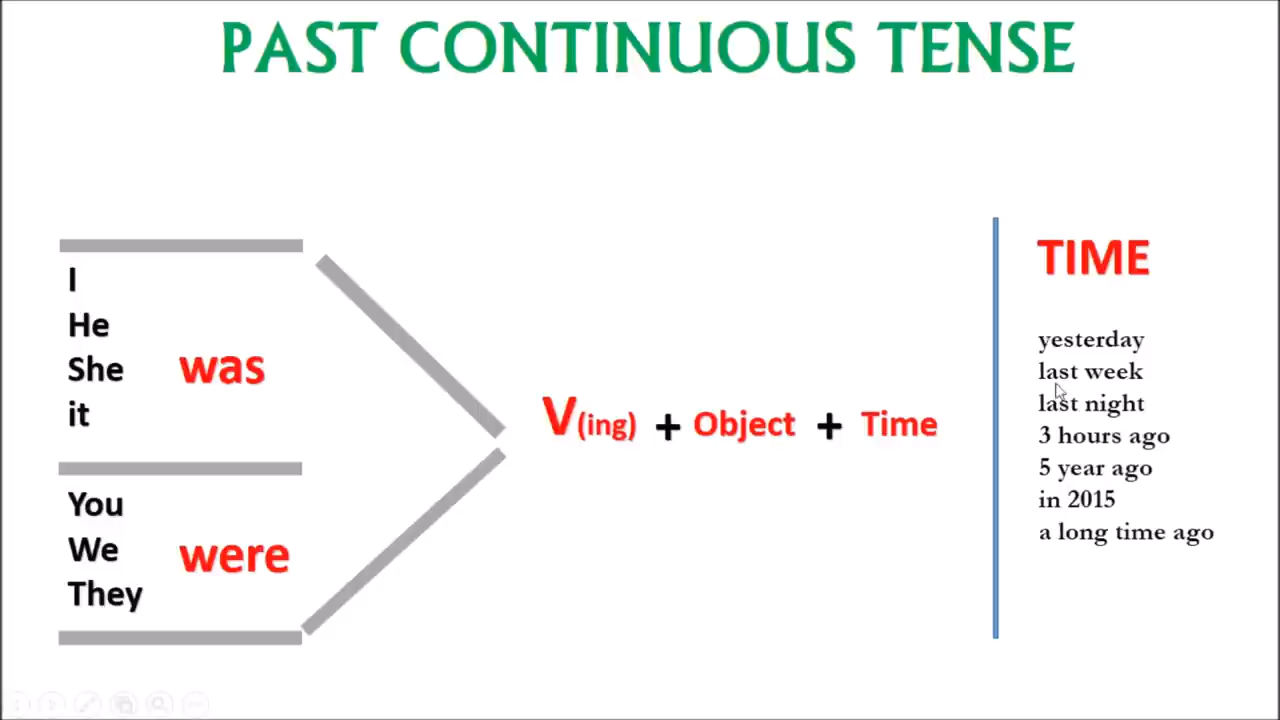 PAST CONTINUOUS TENSE
I
He
She
it
was
You
We
They
were
V(ing) + Object + Time
TIME
yesterday
last week
last night
3 hours ago
5 year ago
in 2015
a long time ago